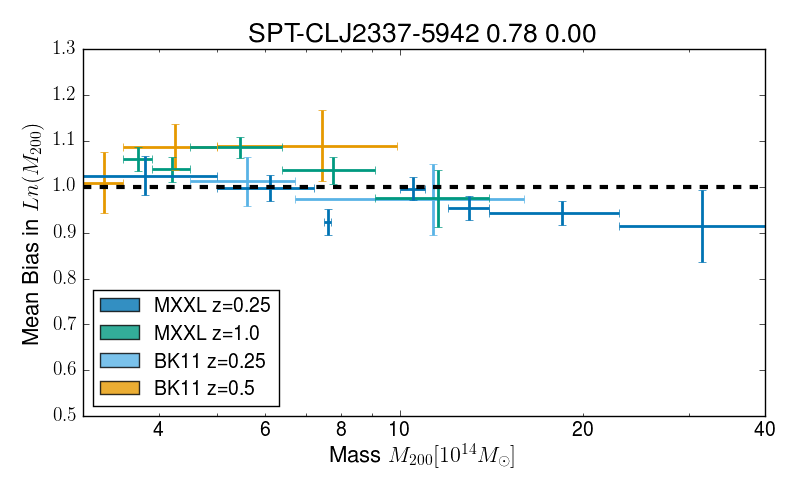 SPT-CLJ2337-5942 0.78 0.00
1.3
1.2
1.1
1.0
0.9
0.8
0.7
0.6
0.5
Mean Bias in Ln(M₂₀₀)
MXXL z=0.25
MXXL z=1.0
BK11 z=0.25
BK11 z=0.5
4 6 8 10 20 40
Mass M₂₀₀[10¹⁴M☉]